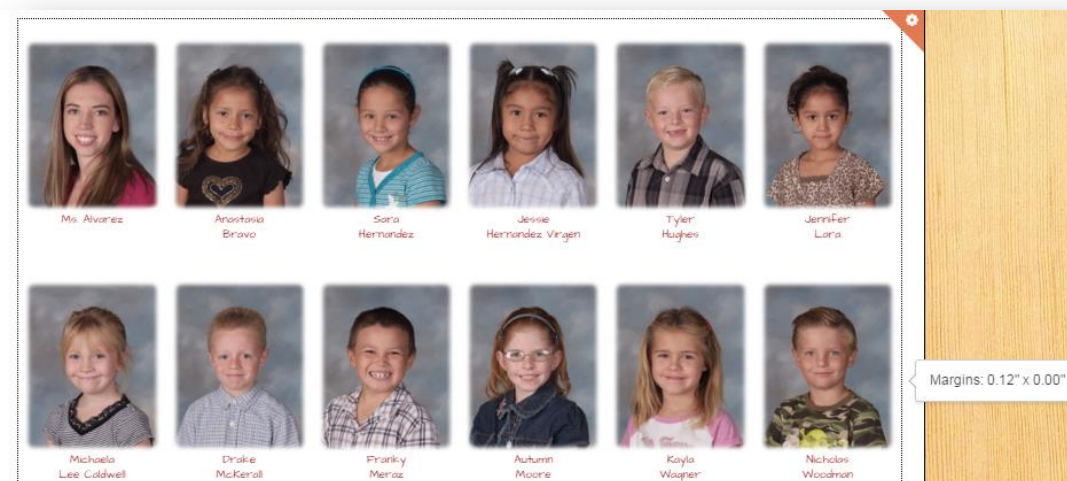 Ms. Alvarez
Anastasia
Bravo
Sara
Hernandez
Jessie
Hernandez Virgen
Tyler
Hughes
Jennifer
Lara
Michaela
Lee Caldwell
Drake
McKerall
Franky
Meraz
Autumn
Moore
Kayla
Wagner
Nicholas
Woodman
Margins: 0.12" x 0.00"